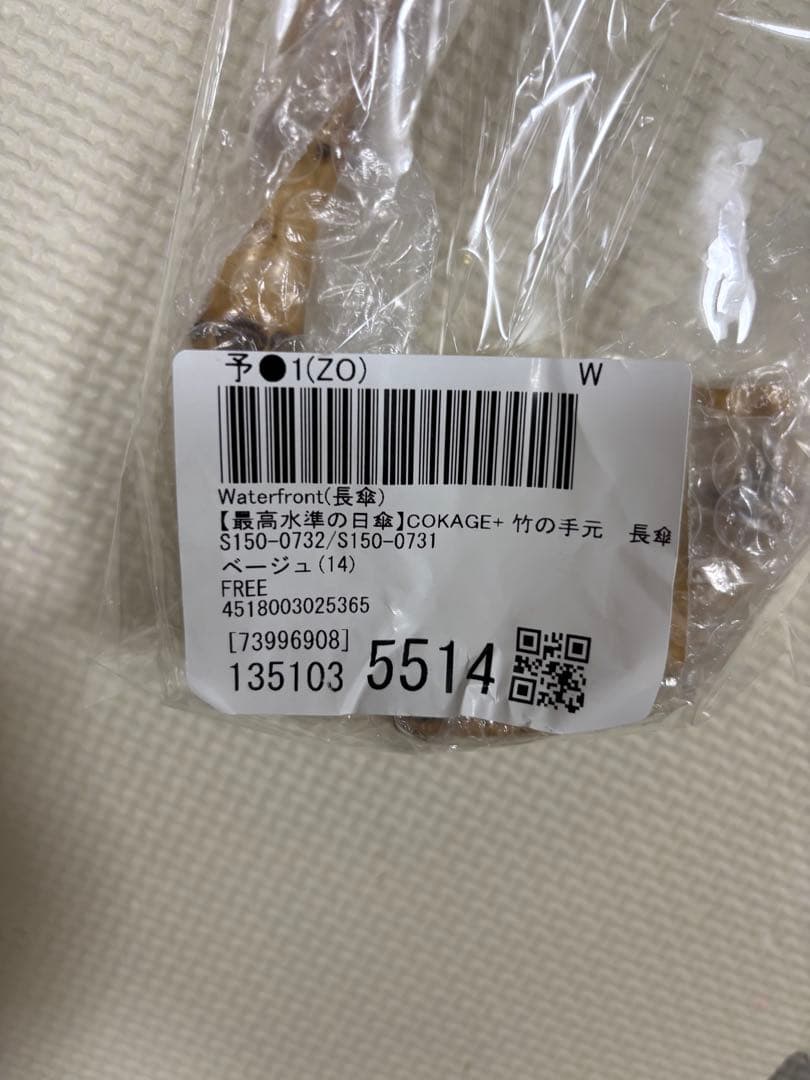 予●1(ZO) W
Waterfront(長傘)
【最高水準の日傘】COKAGE+ 竹の手元 長傘
S150-0732/S150-0731
ベージュ(14)
FREE
4518003025365
[73996908]
135103 5514